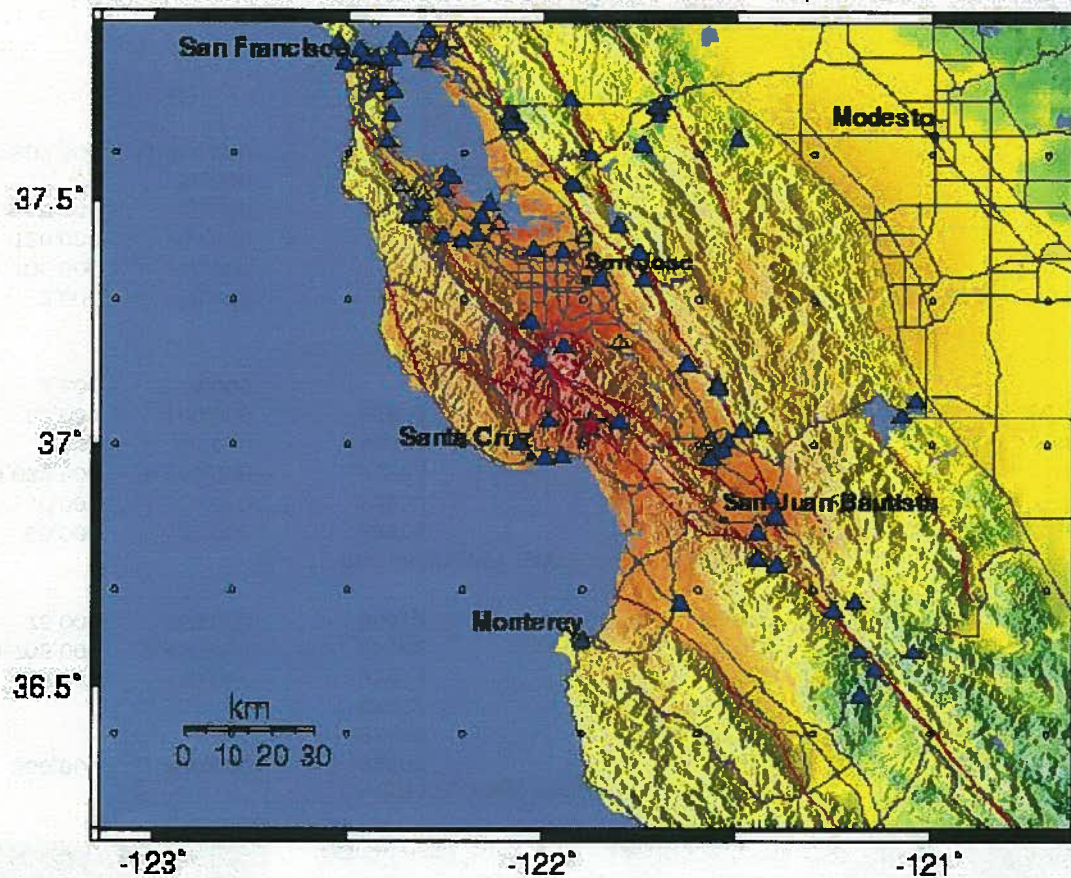 San Francisco
Modesto
37.5°
San Jose
37°
Santa Cruz
San Juan Bautista
Monterey
36.5°
km
0 10 20 30
-123° -122° -121°